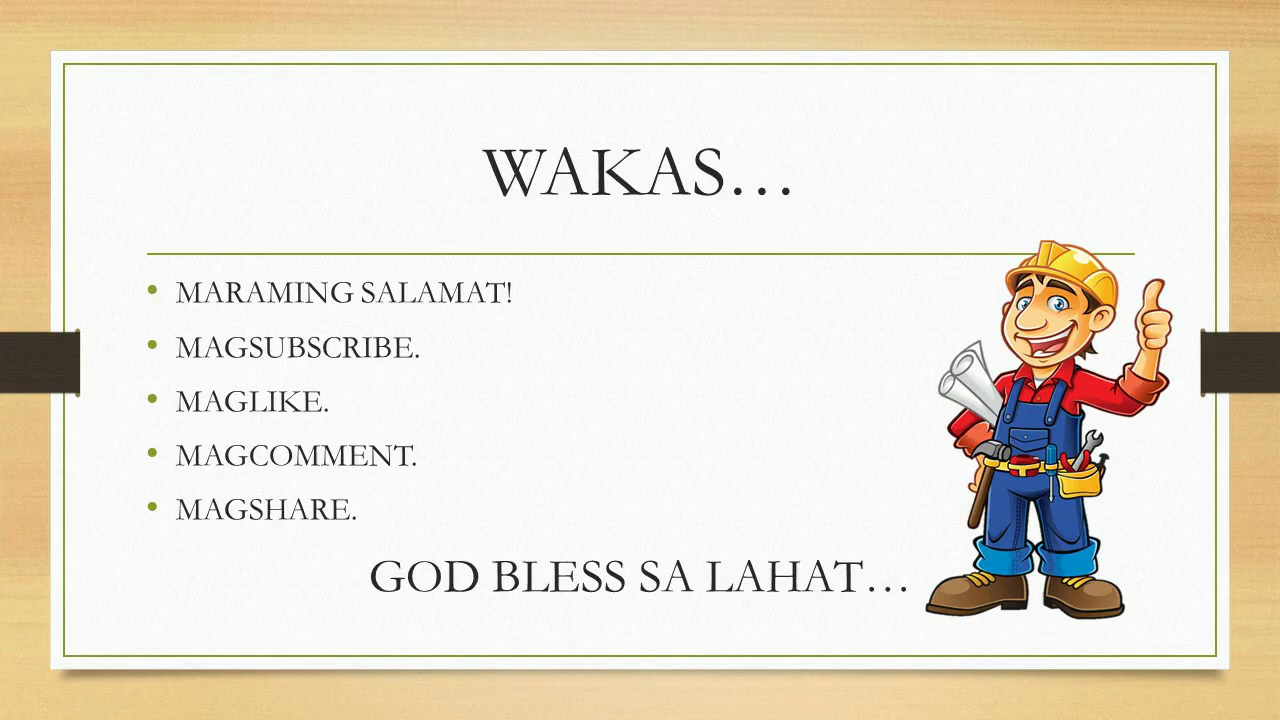 WAKAS…
• MARAMING SALAMAT!
• MAGSUBSCRIBE.
• MAGLIKE.
• MAGCOMMENT.
• MAGSHARE.
GOD BLESS SA LAHAT…